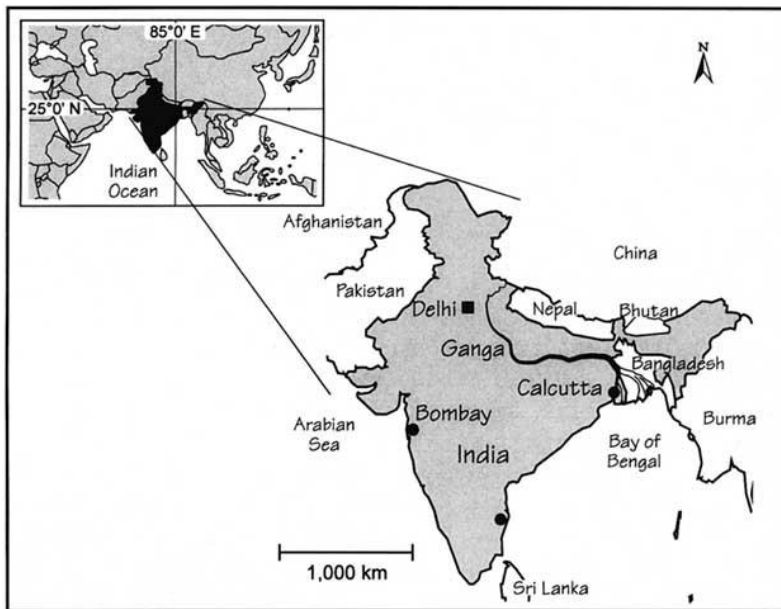 85°0' E
25°0' N
Indian
Ocean
N
Afghanistan
China
Pakistan
Delhi
Nepal
Bhutan
Ganga
Bangladesh
Calcutta
Arabian
Sea
Bombay
Burma
India
Bay of
Bengal
1,000 km
Sri Lanka